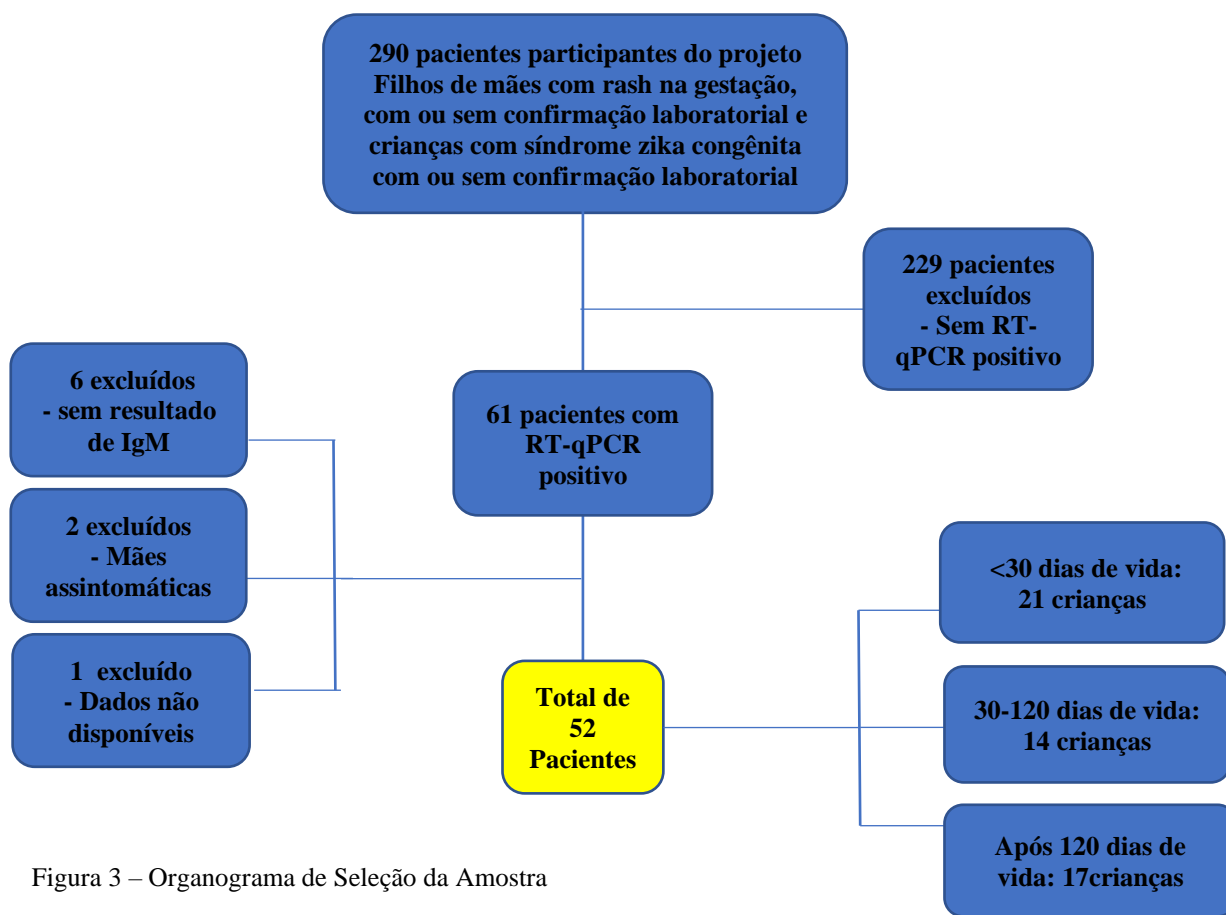 290 pacientes participantes do projeto
Filhos de mães com rash na gestação,
com ou sem confirmação laboratorial e
crianças com síndrome zika congênita
com ou sem confirmação laboratorial
229 pacientes
excluídos
- Sem RT-
qPCR positivo
6 excluídos
- sem resultado
de IgM
61 pacientes com
RT-qPCR
positivo
2 excluídos
- Mães
assintomáticas
<30 dias de vida:
21 crianças
1 excluído
- Dados não
disponíveis
Total de
52
Pacientes
30-120 dias de vida:
14 crianças
Após 120 dias de
vida: 17crianças
Figura 3 – Organograma de Seleção da Amostra